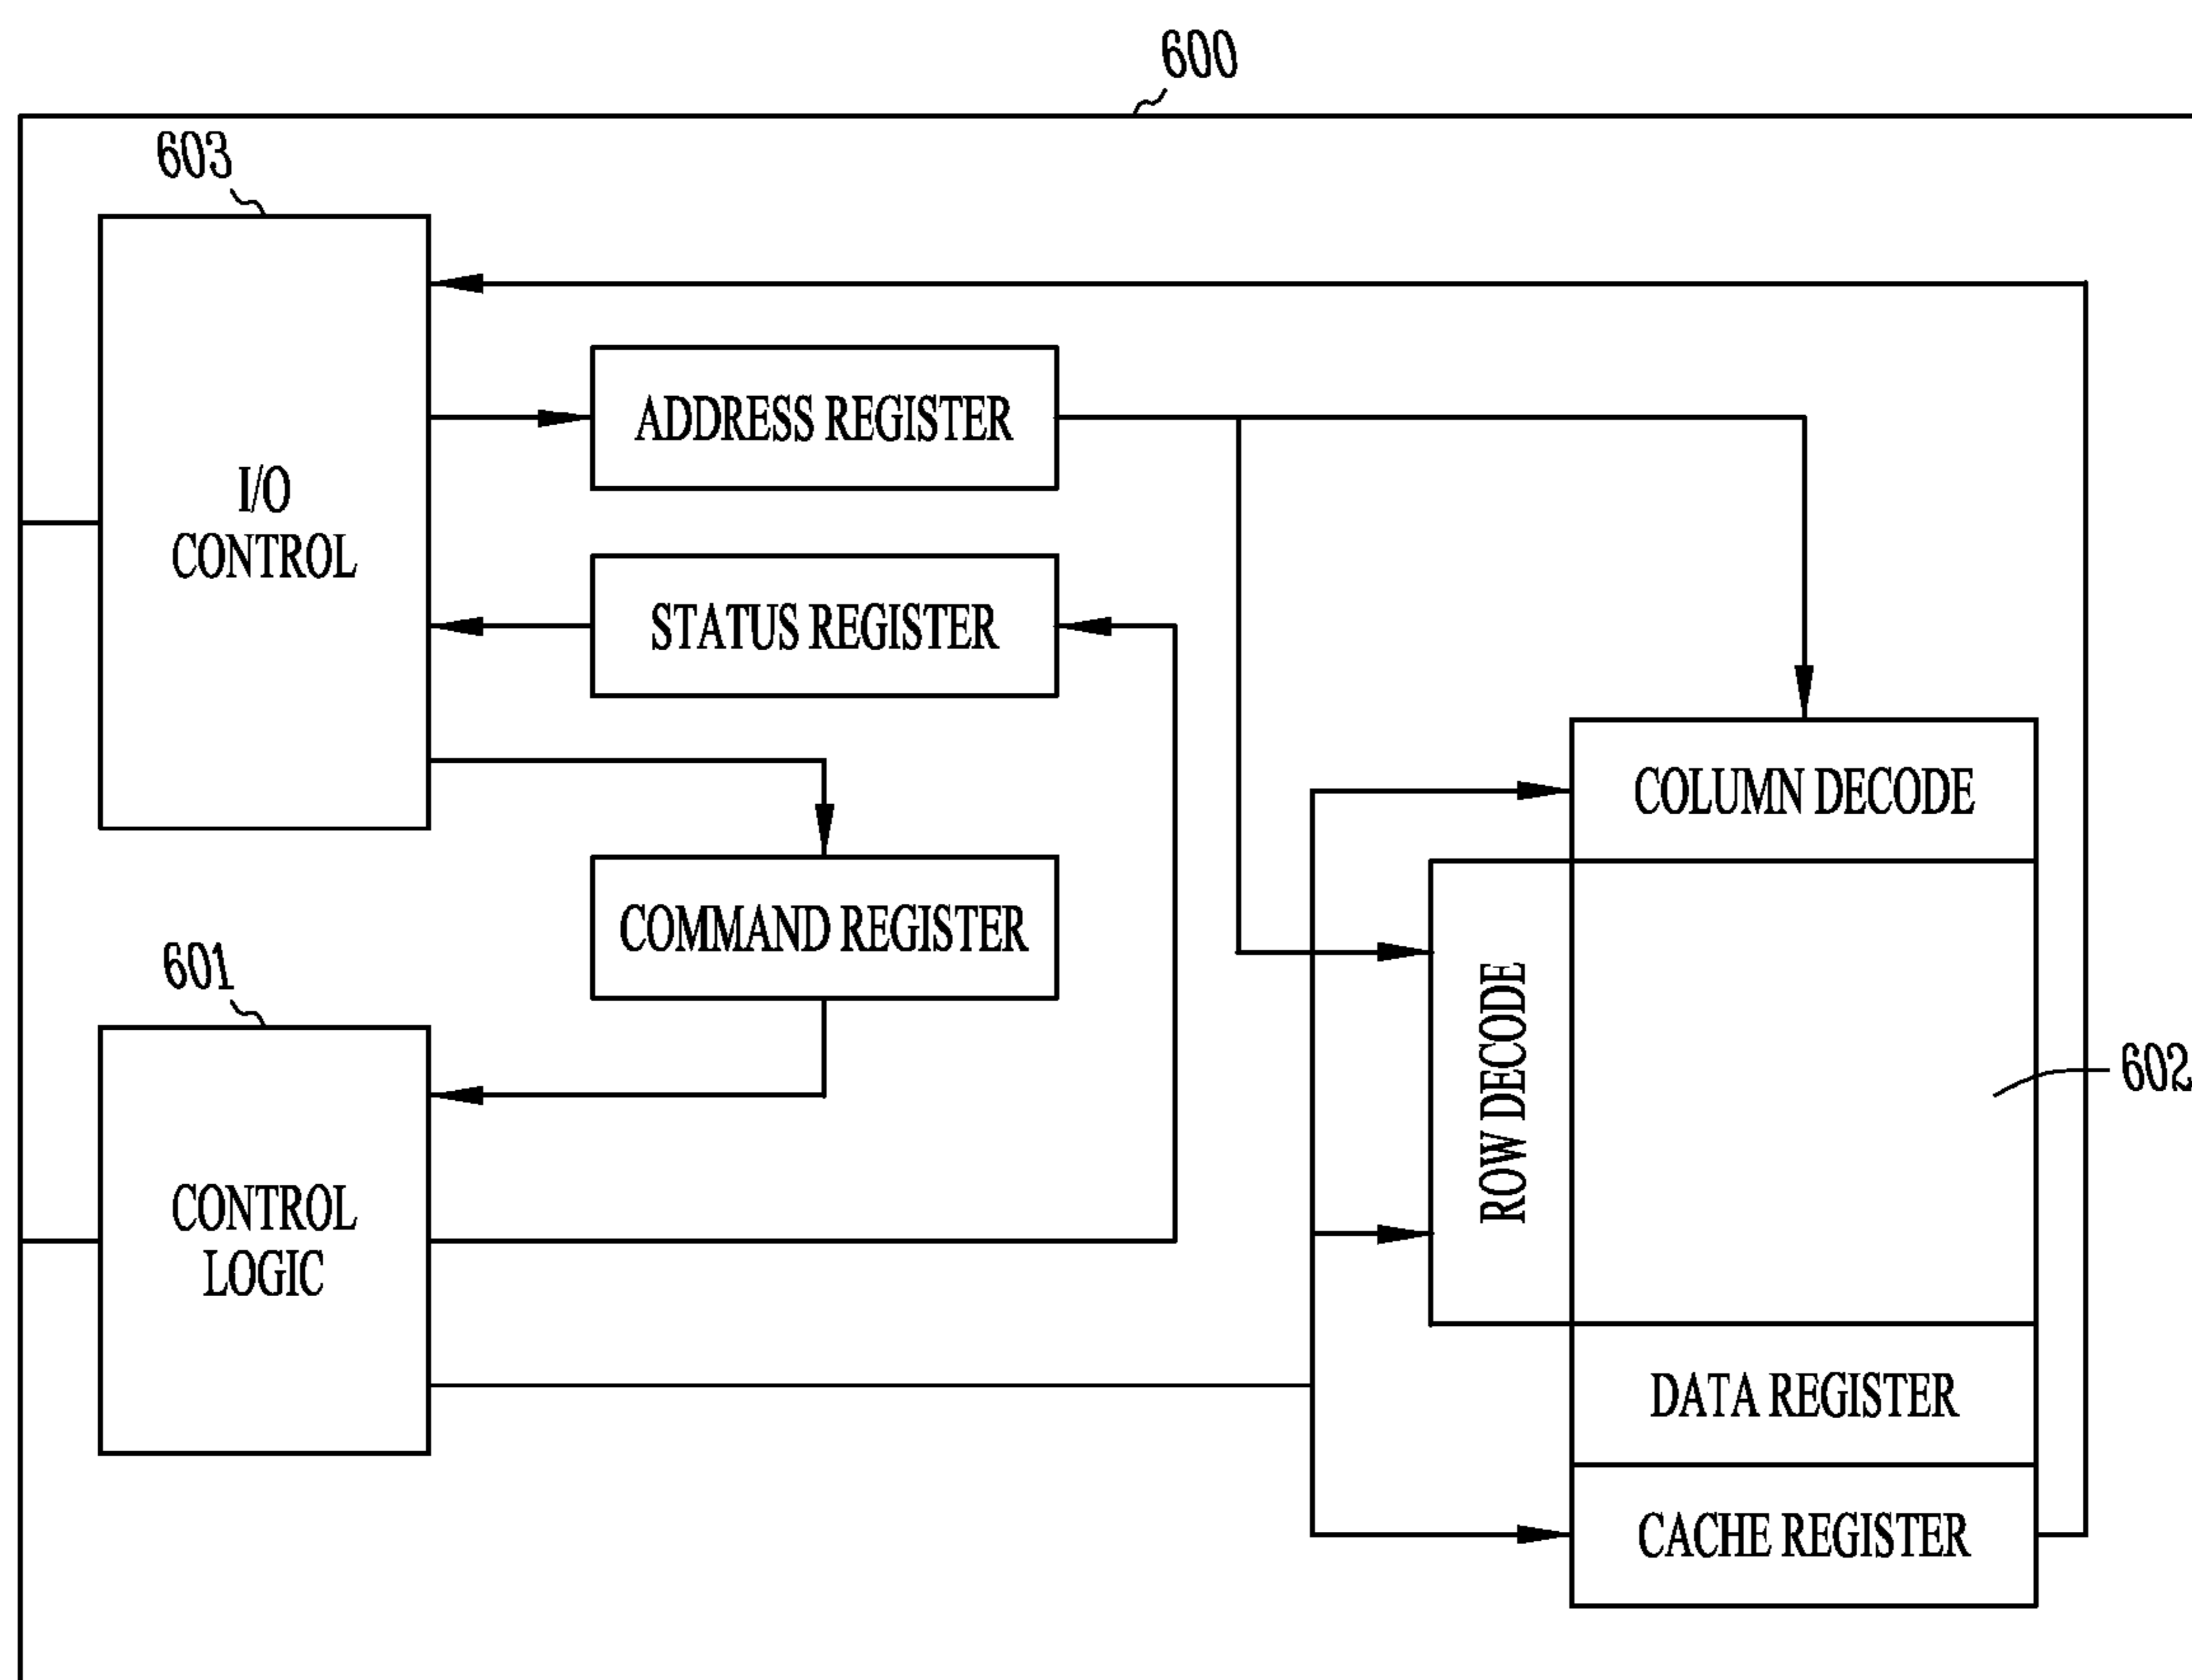 600
603
I/O
CONTROL
ADDRESS REGISTER
STATUS REGISTER
COLUMN DECODE
COMMAND REGISTER
601
ROW DECODE
602
CONTROL
LOGIC
DATA REGISTER
CACHE REGISTER